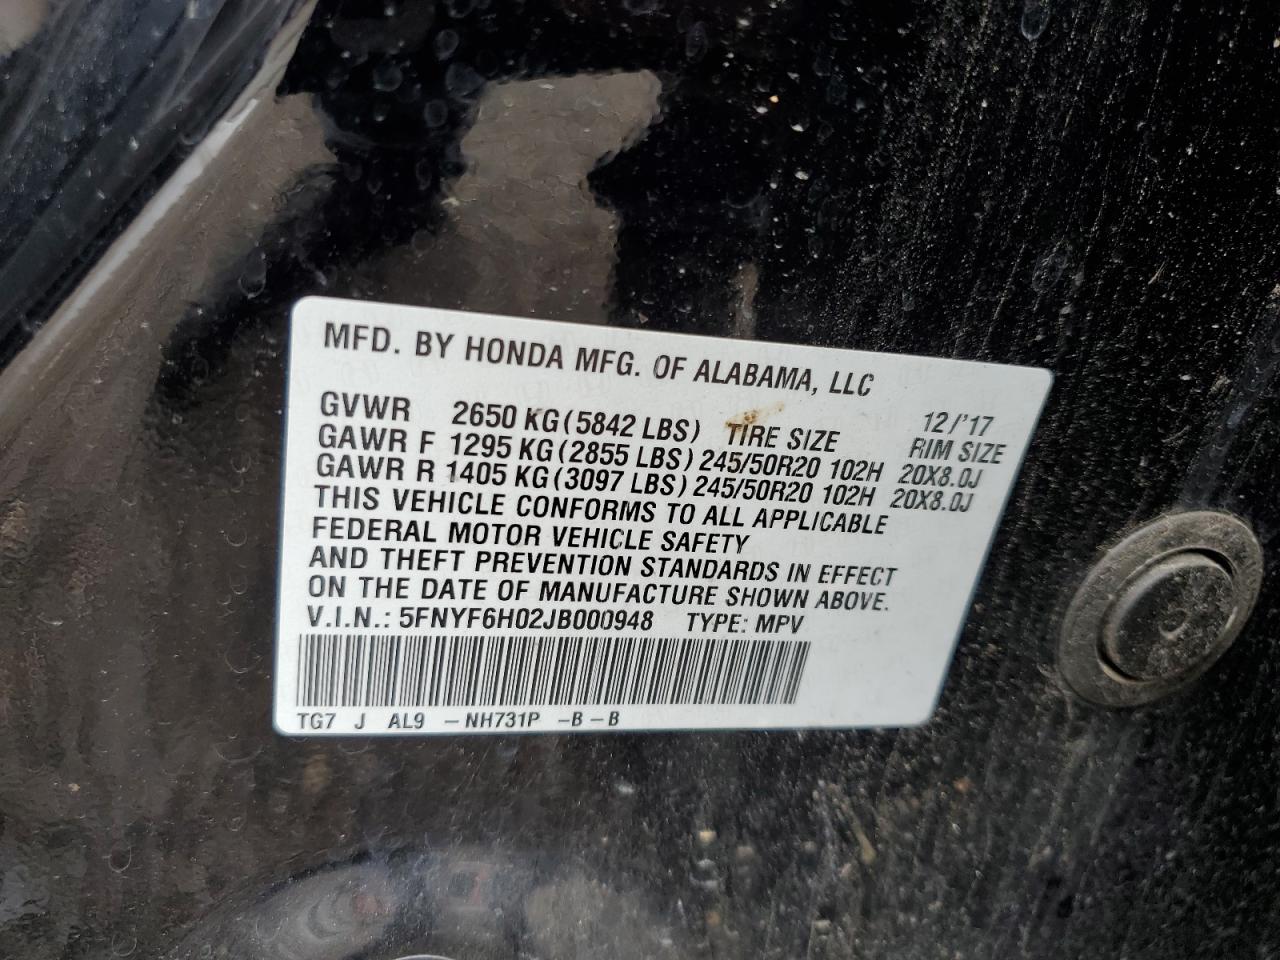 MFD. BY HONDA MFG. OF ALABAMA, LLC
12/'17
GVWR 2650 KG (5842 LBS) TIRE SIZE RIM SIZE
GAWR F 1295 KG (2855 LBS) 245/50R20 102H 20X8.0J
GAWR R 1405 KG (3097 LBS) 245/50R20 102H 20X8.0J
THIS VEHICLE CONFORMS TO ALL APPLICABLE
FEDERAL MOTOR VEHICLE SAFETY
AND THEFT PREVENTION STANDARDS IN EFFECT
ON THE DATE OF MANUFACTURE SHOWN ABOVE.
V.I.N.: 5FNYF6H02JB000948 TYPE: MPV
TG7 J AL9 -NH731P -B-B